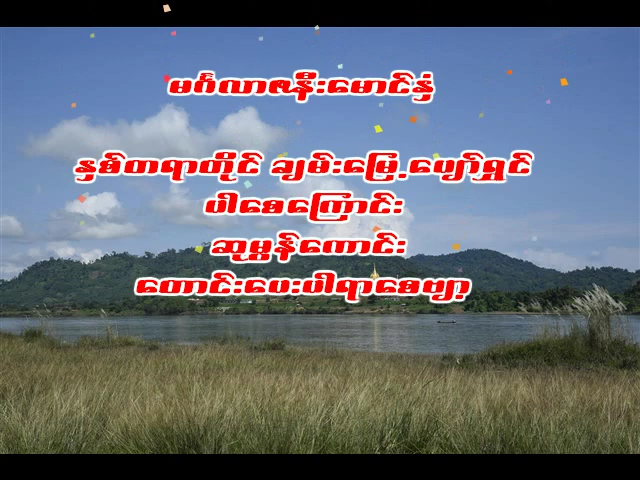 မင်္ဂလာဇနီးမောင်နှံ
နှစ်တရာတိုင် ချမ်းမြေ့ပျော်ရွှင်
ပါစေကြောင်း
ဆုမွန်ကောင်း
တောင်းပေးပါရစေဗျာ့